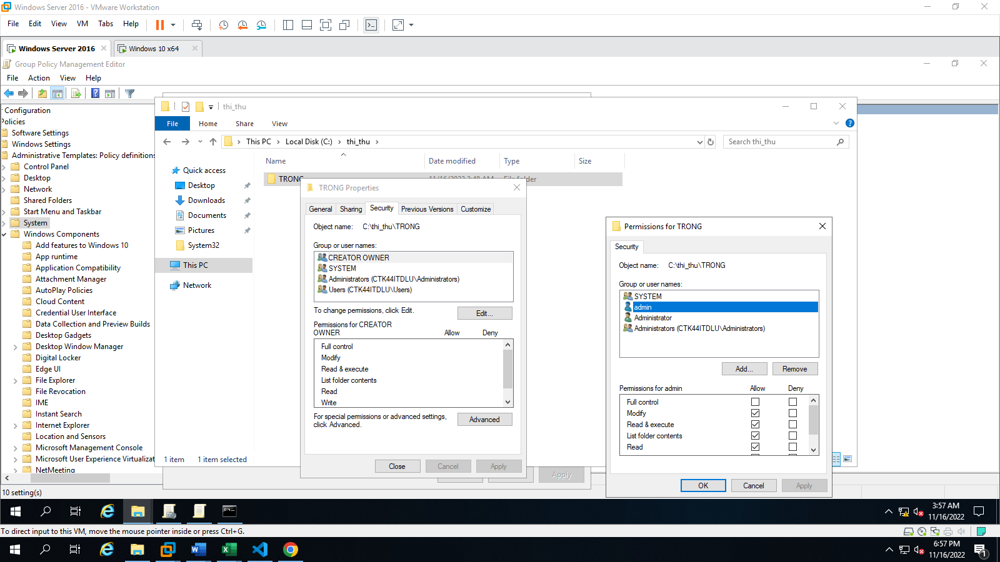 Windows Server 2016 - VMware Workstation
File Edit View VM Tabs Help
Windows Server 2016
Windows 10 x64
Group Policy Management Editor
File Action View Help
Configuration
Policies
Software Settings
Windows Settings
Administrative Templates: Policy definitions
Control Panel
Desktop
Network
Shared Folders
Start Menu and Taskbar
System
Windows Components
Add features to Windows 10
App runtime
Application Compatibility
Attachment Manager
AutoPlay Policies
Cloud Content
Credential User Interface
Data Collection and Preview Builds
Desktop Gadgets
Desktop Window Manager
Digital Locker
Edge UI
File Explorer
File Revocation
IME
Instant Search
Internet Explorer
Location and Sensors
Microsoft Management Console
Microsoft User Experience Virtualizat
NetMeeting
10 setting(s)
thi_thu
File Home Share View
This PC Local Disk (C:) thi_thu
Search thi_thu
Name Date modified Type Size
Quick access
Desktop
Downloads
Documents
Pictures
System32
This PC
Network
TRONG 11/16/2022 3:49 AM File folder
1 item 1 item selected
TRONG Properties
General Sharing Security Previous Versions Customize
Object name: C:\thi_thu\TRONG
Group or user names:
CREATOR OWNER
SYSTEM
Administrators (CTK44ITDLU\Administrators)
Users (CTK44ITDLU\Users)
To change permissions, click Edit.
Edit...
Permissions for CREATOR
OWNER Allow Deny
Full control
Modify
Read & execute
List folder contents
Read
Write
For special permissions or advanced settings,
click Advanced.
Advanced
Close Cancel Apply
Apply
Permissions for TRONG
Security
Object name: C:\thi_thu\TRONG
Group or user names:
SYSTEM
admin
Administrator
Administrators (CTK44ITDLU\Administrators)
Add... Remove
Permissions for admin Allow Deny
Full control
Modify
Read & execute
List folder contents
Read
OK Cancel Apply
3:57 AM
11/16/2022
To direct input to this VM, move the mouse pointer inside or press Ctrl+G.
6:57 PM
11/16/2022
1